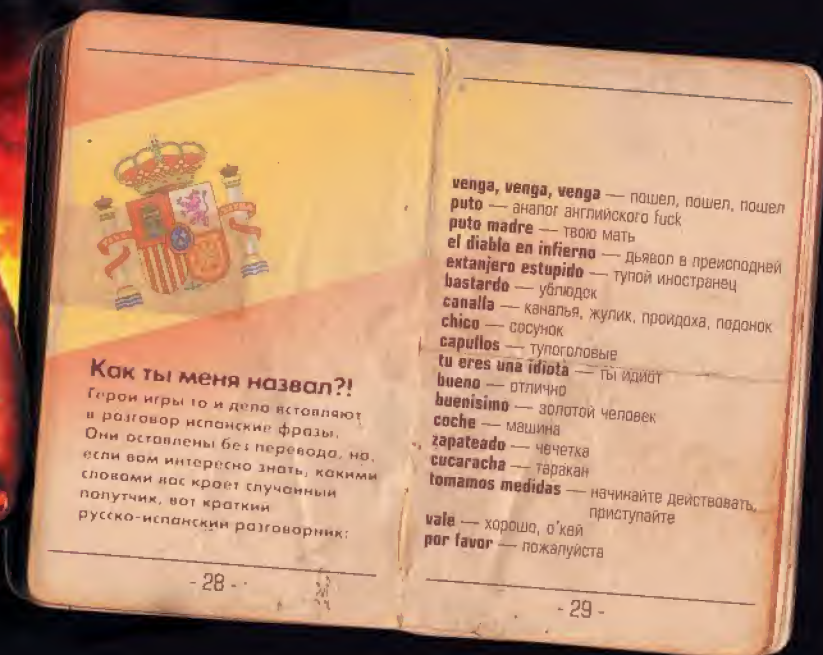 Как ты меня назвал?!
Герои игры то и дело вставляют
в разговор испанские фразы.
Они оставлены без перевода, но,
если вам интересно знать, какими
словами вас кроет случайный
попутчик, вот краткий
русско-испанский разговорник:
- 28 -
venga, venga, venga — пошел, пошел, пошел
puto — аналог английского fuck
puto madre — твою мать
el diablo en infierno — дьявол в преисподней
extanjero estupido — тупой иностранец
bastardo — ублюдок
canalla — каналья, жулик, пройдоха, подонок
chico — сосунок
capullos — тупоголовые
tu eres una idiota — ты идиот
bueno — отлично
buenisimo — золотой человек
coche — машина
zapateado — чечетка
cucaracha — таракан
tomamos medidas — начинайте действовать,
приступайте
vale — хорошо, о'кей
por favor — пожалуйста
- 29 -